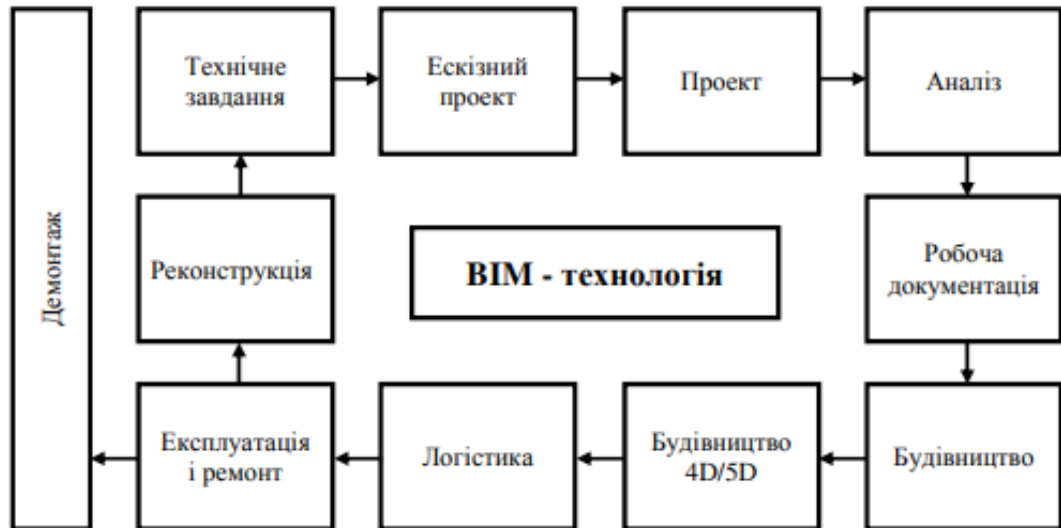 Технічне
завдання
Ескізний
проект
Проект
Аналіз
Демонтаж
Реконструкція
BIM - технологія
Робоча
документація
Експлуатація
і ремонт
Логістика
Будівництво
4D/5D
Будівництво